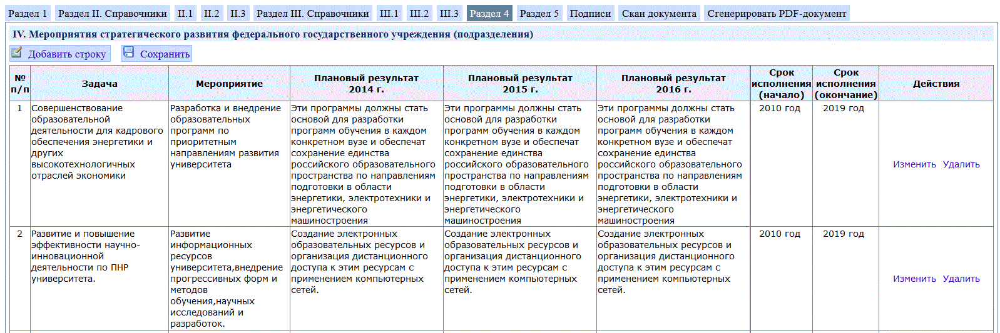 Раздел 1 Раздел II. Справочники II.1 II.2 II.3 Раздел III. Справочники III.1 III.2 III.3 Раздел 4 Раздел 5 Подписи Скан документа Сгенерировать PDF-документ
IV. Мероприятия стратегического развития федерального государственного учреждения (подразделения)
Добавить строку Сохранить
№
п/п
Задача
Мероприятие
Плановый результат
2014 г.
Плановый результат
2015 г.
Плановый результат
2016 г.
Срок
исполнения
(начало)
Срок
исполнения
(окончание)
Действия
1
Совершенствование
образовательной
деятельности для кадрового
обеспечения энергетики и
других
высокотехнологичных
отраслей экономики
Разработка и внедрение
образовательных
программ по
приоритетным
направлениям развития
университета
Эти программы должны стать
основой для разработки
программ обучения в каждом
конкретном вузе и обеспечат
сохранение единства
российского образовательного
пространства по направлениям
подготовки в области
энергетики, электротехники и
энергетического
машиностроения
Эти программы должны стать
основой для разработки
программ обучения в каждом
конкретном вузе и обеспечат
сохранение единства
российского образовательного
пространства по направлениям
подготовки в области
энергетики, электротехники и
энергетического
машиностроения
Эти программы должны стать
основой для разработки
программ обучения в каждом
конкретном вузе и обеспечат
сохранение единства
российского образовательного
пространства по направлениям
подготовки в области
энергетики, электротехники и
энергетического
машиностроения
2010 год
2019 год
Изменить Удалить
2
Развитие и повышение
эффективности научно-
инновационной
деятельности по ПНР
университета.
Развитие
информационных
ресурсов
университета,внедрение
прогрессивных форм и
методов
обучения,научных
исследований и
разработок.
Создание электронных
образовательных ресурсов и
организация дистанционного
доступа к этим ресурсам с
применением компьютерных
сетей.
Создание электронных
образовательных ресурсов и
организация дистанционного
доступа к этим ресурсам с
применением компьютерных
сетей.
Создание электронных
образовательных ресурсов и
организация дистанционного
доступа к этим ресурсам с
применением компьютерных
сетей.
2010 год
2019 год
Изменить Удалить